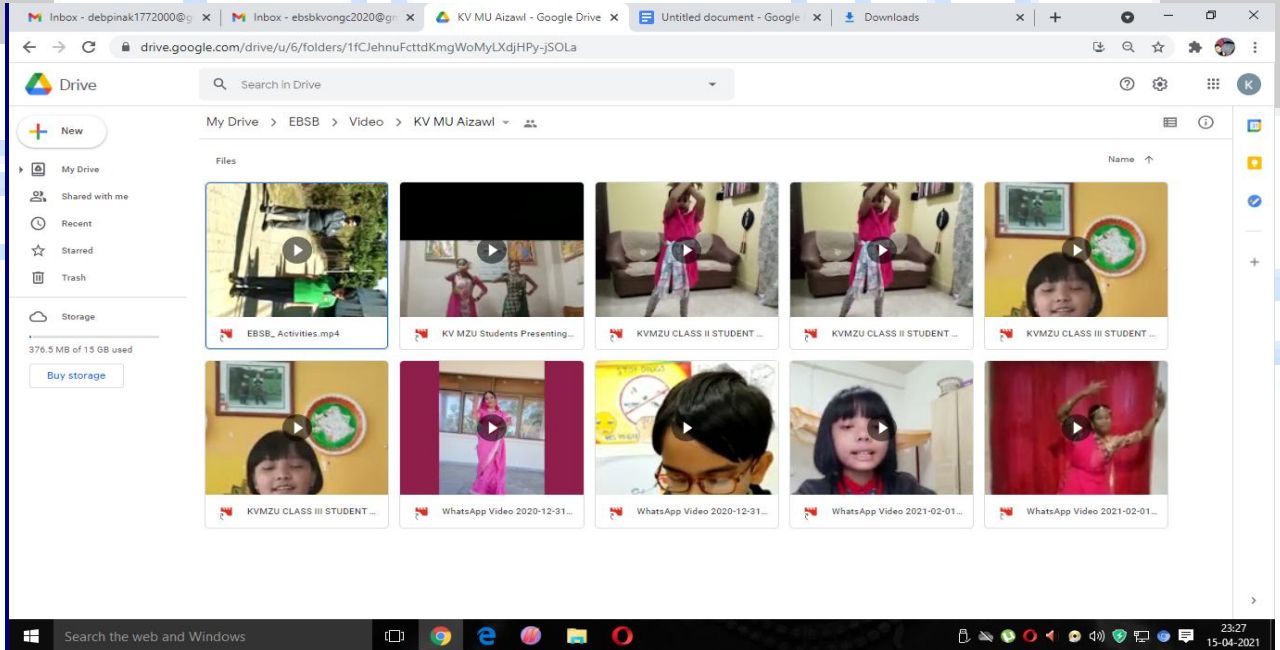 Inbox - debpinak1772000@g
Inbox - ebsbkvongc2020@gm
KV MU Aizawl - Google Drive
Untitled document - Google
Downloads
drive.google.com/drive/u/6/folders/1fCJehnuFcttdKmgWoMyLXdjHPy-jSOLa
Drive
Search in Drive
K
New
My Drive > EBSB > Video > KV MU Aizawl
My Drive
Shared with me
Recent
Starred
Trash
Storage
376.5 MB of 15 GB used
Buy storage
Files
Name
EBSB_ Activities.mp4
KV MZU Students Presenting...
KVMZU CLASS II STUDENT ...
KVMZU CLASS II STUDENT ...
KVMZU CLASS III STUDENT ...
KVMZU CLASS III STUDENT ...
WhatsApp Video 2020-12-31...
WhatsApp Video 2020-12-31...
WhatsApp Video 2021-02-01...
WhatsApp Video 2021-02-01...
Search the web and Windows
23:27
15-04-2021